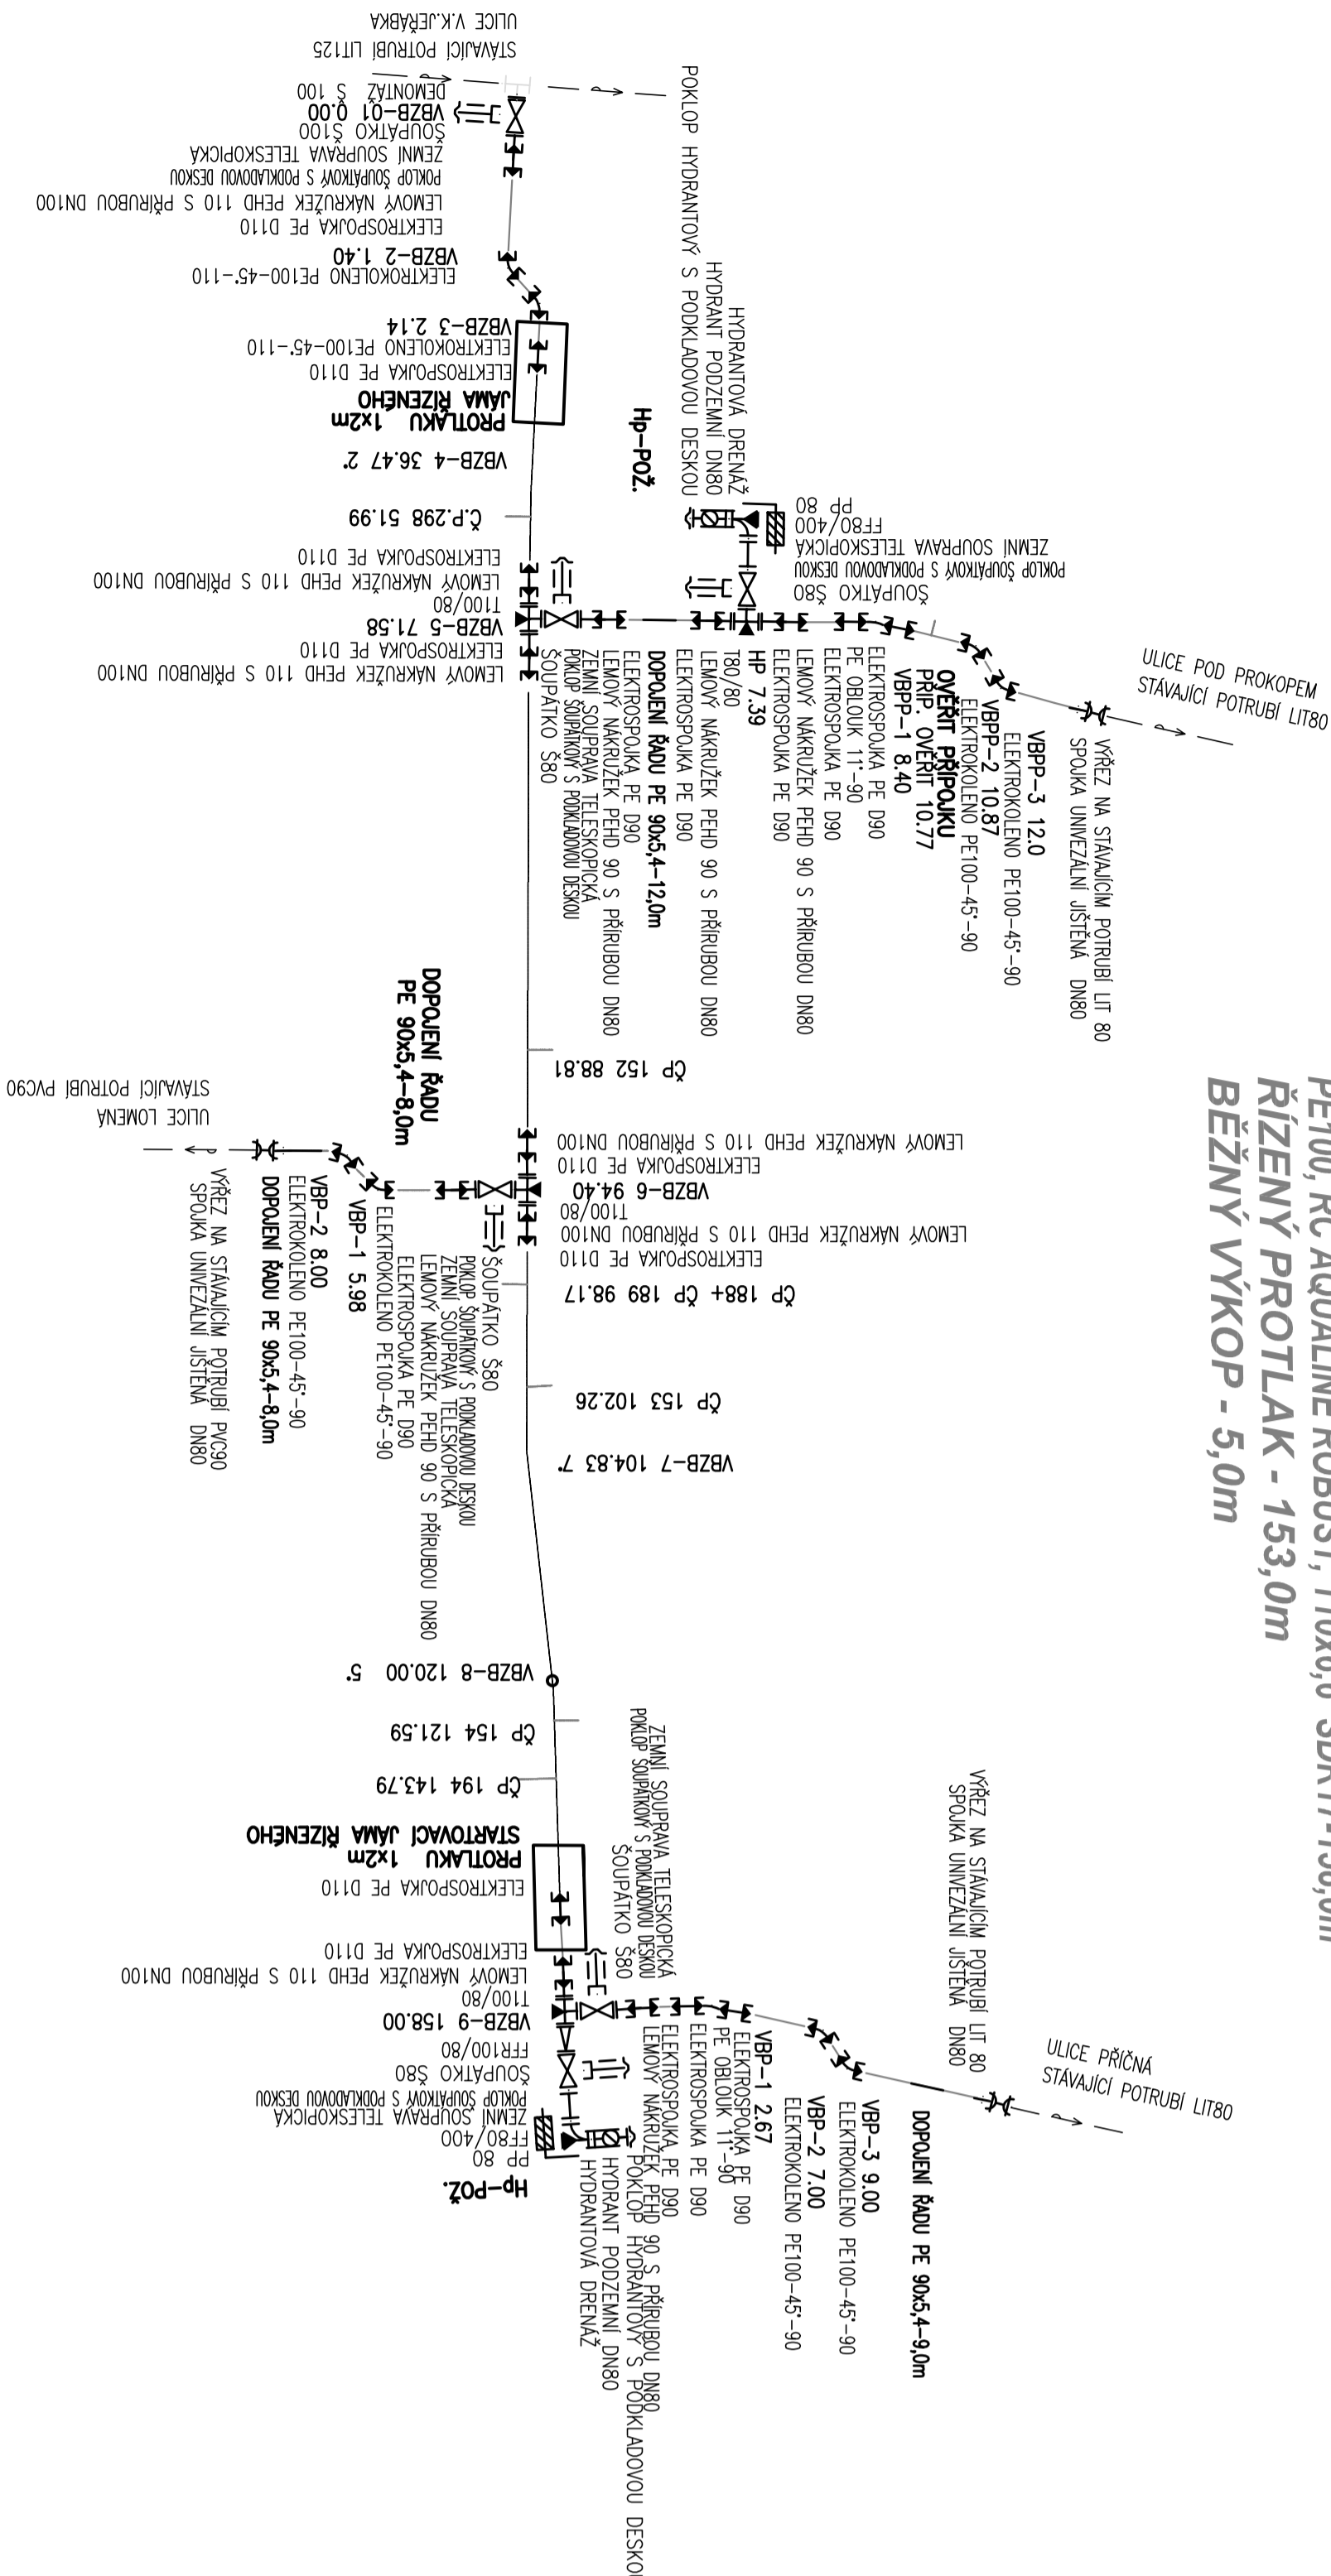 ULICE V.K.JEŘÁBKA
STÁVAJÍCÍ POTRUBÍ LIT125
DEMONTÁŽ Š 100
VBZB-01 0.00
ŠOUPÁTKO Š100
ZEMNÍ SOUPRAVA TELESKOPICKÁ
POKLOP ŠOUPÁTKOVÝ S PODKLADOVOU DESKOU
LEMOVÝ NÁKRUŽEK PEHD 110 S PŘÍRUBOU DN100
ELEKTROSPOJKA PE D110
VBZB-2 1.40
ELEKTROKOLENO PE100-45°-110
VBZB-3 2.14
ELEKTROKOLENO PE100-45°-110
ELEKTROSPOJKA PE D110
JÁMA ŘÍZENÉHO
PROTLAKU 1x2m
VBZB-4 36.47 2°
Č.P.298 51.99
ELEKTROSPOJKA PE D110
LEMOVÝ NÁKRUŽEK PEHD 110 S PŘÍRUBOU DN100
T100/80
VBZB-5 71.58
ELEKTROSPOJKA PE D110
LEMOVÝ NÁKRUŽEK PEHD 110 S PŘÍRUBOU DN100
POKLOP HYDRANTOVÝ S PODKLADOVOU DESKOU
HYDRANT PODZEMNÍ DN80
HYDRANTOVÁ DRENÁŽ
Hp-POŽ.
PP 80
FF80/400
ZEMNÍ SOUPRAVA TELESKOPICKÁ
POKLOP ŠOUPÁTKOVÝ S PODKLADOVOU DESKOU
ŠOUPÁTKO Š80
ŠOUPÁTKO Š80
POKLOP ŠOUPÁTKOVÝ S PODKLADOVOU DESKOU
ZEMNÍ SOUPRAVA TELESKOPICKÁ
LEMOVÝ NÁKRUŽEK PEHD 90 S PŘÍRUBOU DN80
ELEKTROSPOJKA PE D90
DOPOJENÍ ŘADU PE 90x5,4-12,0m
ELEKTROSPOJKA PE D90
LEMOVÝ NÁKRUŽEK PEHD 90 S PŘÍRUBOU DN80
T80/80
HP 7.39
ELEKTROSPOJKA PE D90
LEMOVÝ NÁKRUŽEK PEHD 90 S PŘÍRUBOU DN80
ELEKTROSPOJKA PE D90
PE OBLOUK 11°-90
ELEKTROSPOJKA PE D90
VBPP-1 8.40
PŘIP. OVĚŘIT 10.77
OVĚŘIT PŘÍPOJKU
ELEKTROKOLENO PE100-45°-90
VBPP-2 10.87
ELEKTROKOLENO PE100-45°-90
VBPP-3 12.0
SPOJKA UNIVEZÁLNÍ JIŠTĚNÁ DN80
VÝŘEZ NA STÁVAJÍCÍM POTRUBÍ LIT 80
ULICE POD PROKOPEM
STÁVAJÍCÍ POTRUBÍ LIT80
ŘÍZENÝ PROTLAK - 153,0m
BĚŽNÝ VÝKOP - 5,0m
ČP 152 88.81
DOPOJENÍ ŘADU
PE 90x5,4-8,0m
STÁVAJÍCÍ POTRUBÍ PVC90
ULICE LOMENÁ
LEMOVÝ NÁKRUŽEK PEHD 110 S PŘÍRUBOU DN100
ELEKTROSPOJKA PE D110
VBZB-6 94.40
T100/80
LEMOVÝ NÁKRUŽEK PEHD 110 S PŘÍRUBOU DN100
ELEKTROSPOJKA PE D110
ČP 188+ ČP 189 98.17
ČP 153 102.26
VBZB-7 104.83 7°
ŠOUPÁTKO Š80
POKLOP ŠOUPÁTKOVÝ S PODKLADOVOU DESKOU
ZEMNÍ SOUPRAVA TELESKOPICKÁ
LEMOVÝ NÁKRUŽEK PEHD 90 S PŘÍRUBOU DN80
ELEKTROSPOJKA PE D90
ELEKTROKOLENO PE100-45°-90
VBP-1 5.98
VBP-2 8.00
ELEKTROKOLENO PE100-45°-90
DOPOJENÍ ŘADU PE 90x5,4-8,0m
VÝŘEZ NA STÁVAJÍCÍM POTRUBÍ PVC90
SPOJKA UNIVEZÁLNÍ JIŠTĚNÁ DN80
VBZB-8 120.00 5°
ČP 154 121.59
ČP 194 143.79
STARTOVACÍ JÁMA ŘÍZENÉHO
PROTLAKU 1x2m
ELEKTROSPOJKA PE D110
ELEKTROSPOJKA PE D110
LEMOVÝ NÁKRUŽEK PEHD 110 S PŘÍRUBOU DN100
T100/80
VBZB-9 158.00
FFR100/80
ŠOUPÁTKO Š80
POKLOP ŠOUPÁTKOVÝ S PODKLADOVOU DESKOU
ZEMNÍ SOUPRAVA TELESKOPICKÁ
FF80/400
PP 80
Hp-POŽ.
ZEMNÍ SOUPRAVA TELESKOPICKÁ
POKLOP ŠOUPÁTKOVÝ S PODKLADOVOU DESKOU
ŠOUPÁTKO Š80
HYDRANTOVÁ DRENÁŽ
HYDRANT PODZEMNÍ DN80
POKLOP HYDRANTOVÝ S PODKLADOVOU DESKOU
LEMOVÝ NÁKRUŽEK PEHD 90 S PŘÍRUBOU DN80
ELEKTROSPOJKA PE D90
ELEKTROSPOJKA PE D90
PE OBLOUK 11°-90
ELEKTROSPOJKA PE D90
VBP-1 2.67
ELEKTROKOLENO PE100-45°-90
VBP-2 7.00
ELEKTROKOLENO PE100-45°-90
VBP-3 9.00
DOPOJENÍ ŘADU PE 90x5,4-9,0m
VÝŘEZ NA STÁVAJÍCÍM POTRUBÍ LIT 80
SPOJKA UNIVEZÁLNÍ JIŠTĚNÁ DN80
ULICE PŘÍČNÁ
STÁVAJÍCÍ POTRUBÍ LIT80